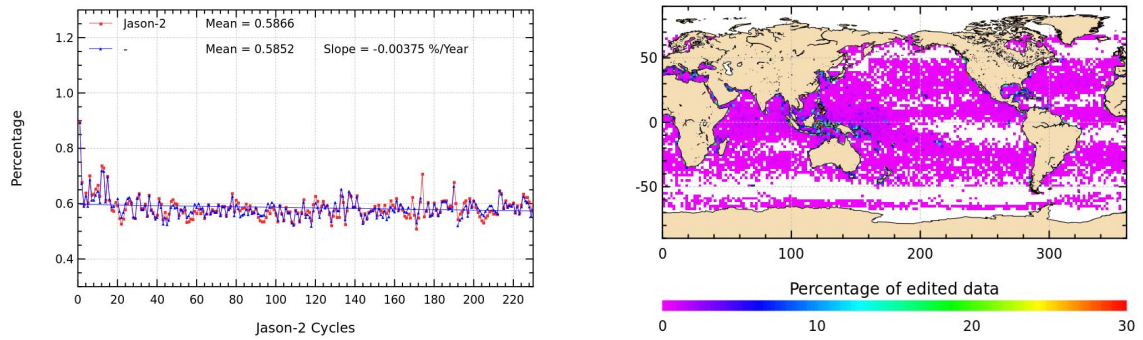 Jason-2 Mean = 0.5866
- Mean = 0.5852 Slope = -0.00375 %/Year
1.2
1.0
0.8
0.6
0.4
Percentage
0 20 40 60 80 100 120 140 160 180 200 220
Jason-2 Cycles
50
0
-50
0 100 200 300
Percentage of edited data
0 10 20 30